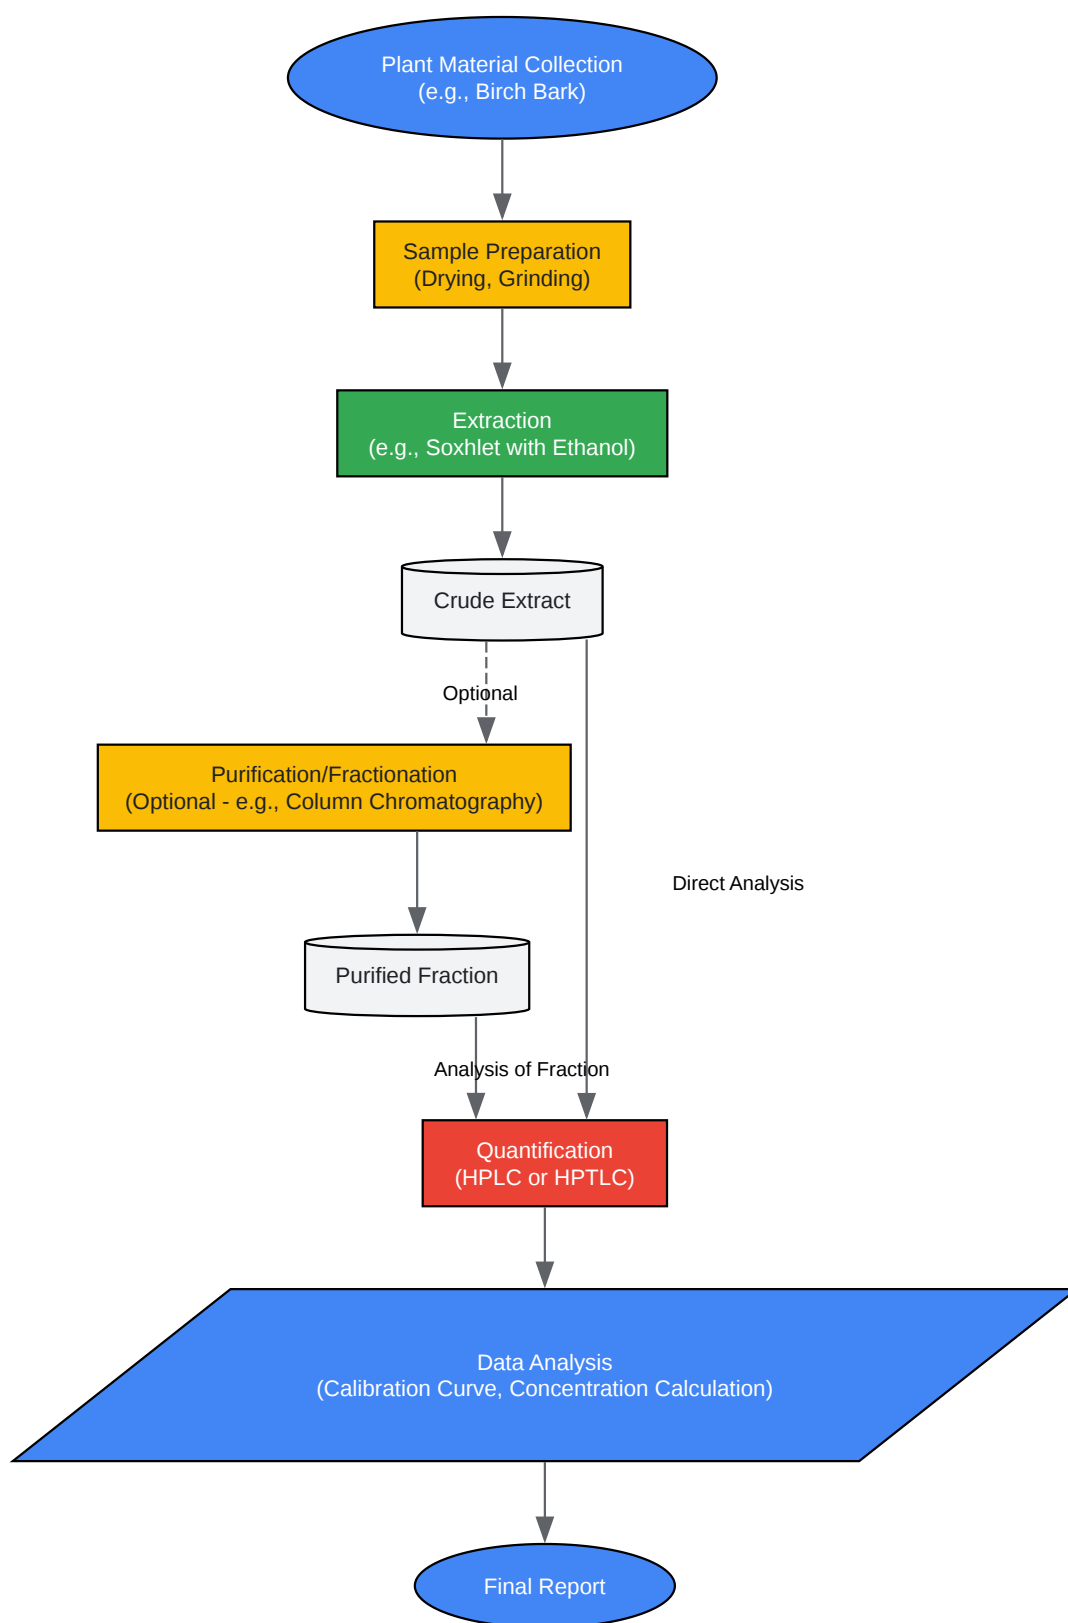 Plant Material Collection
(e.g., Birch Bark)
Sample Preparation
(Drying, Grinding)
Extraction
(e.g., Soxhlet with Ethanol)
Crude Extract
Optional
Purification/Fractionation
(Optional - e.g., Column Chromatography)
Direct Analysis
Purified Fraction
Analysis of Fraction
Quantification
(HPLC or HPTLC)
Data Analysis
(Calibration Curve, Concentration Calculation)
Final Report